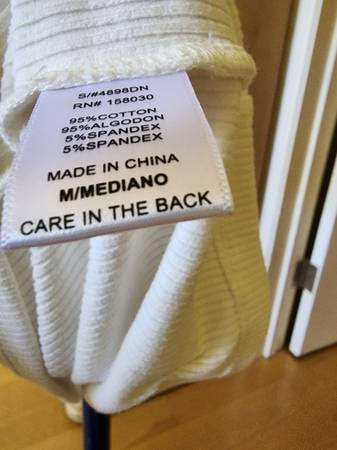 S/#4898DN
RN# 158030
95%COTTON
95%ALGODON
5%SPANDEX
5%SPANDEX
MADE IN CHINA
M/MEDIANO
CARE IN THE BACK